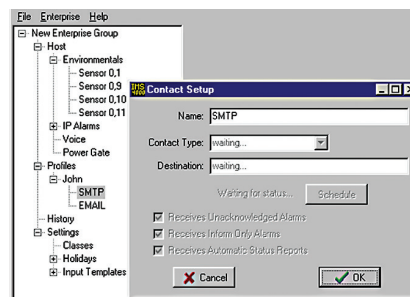 File Enterprise Help
New Enterprise Group
Host
Environmentals
Sensor 0,1
Sensor 0,9
Sensor 0,10
Sensor 0,11
IP Alarms
Voice
Power Gate
Profiles
John
SMTP
EMAIL
History
Settings
Classes
Holidays
Input Templates
IMS 4000 Contact Setup
Name: SMTP
Contact Type: waiting...
Destination: waiting...
Waiting for status... Schedule
Receives Unacknowledged Alarms
Receives Inform Only Alarms
Receives Automatic Status Reports
Cancel OK